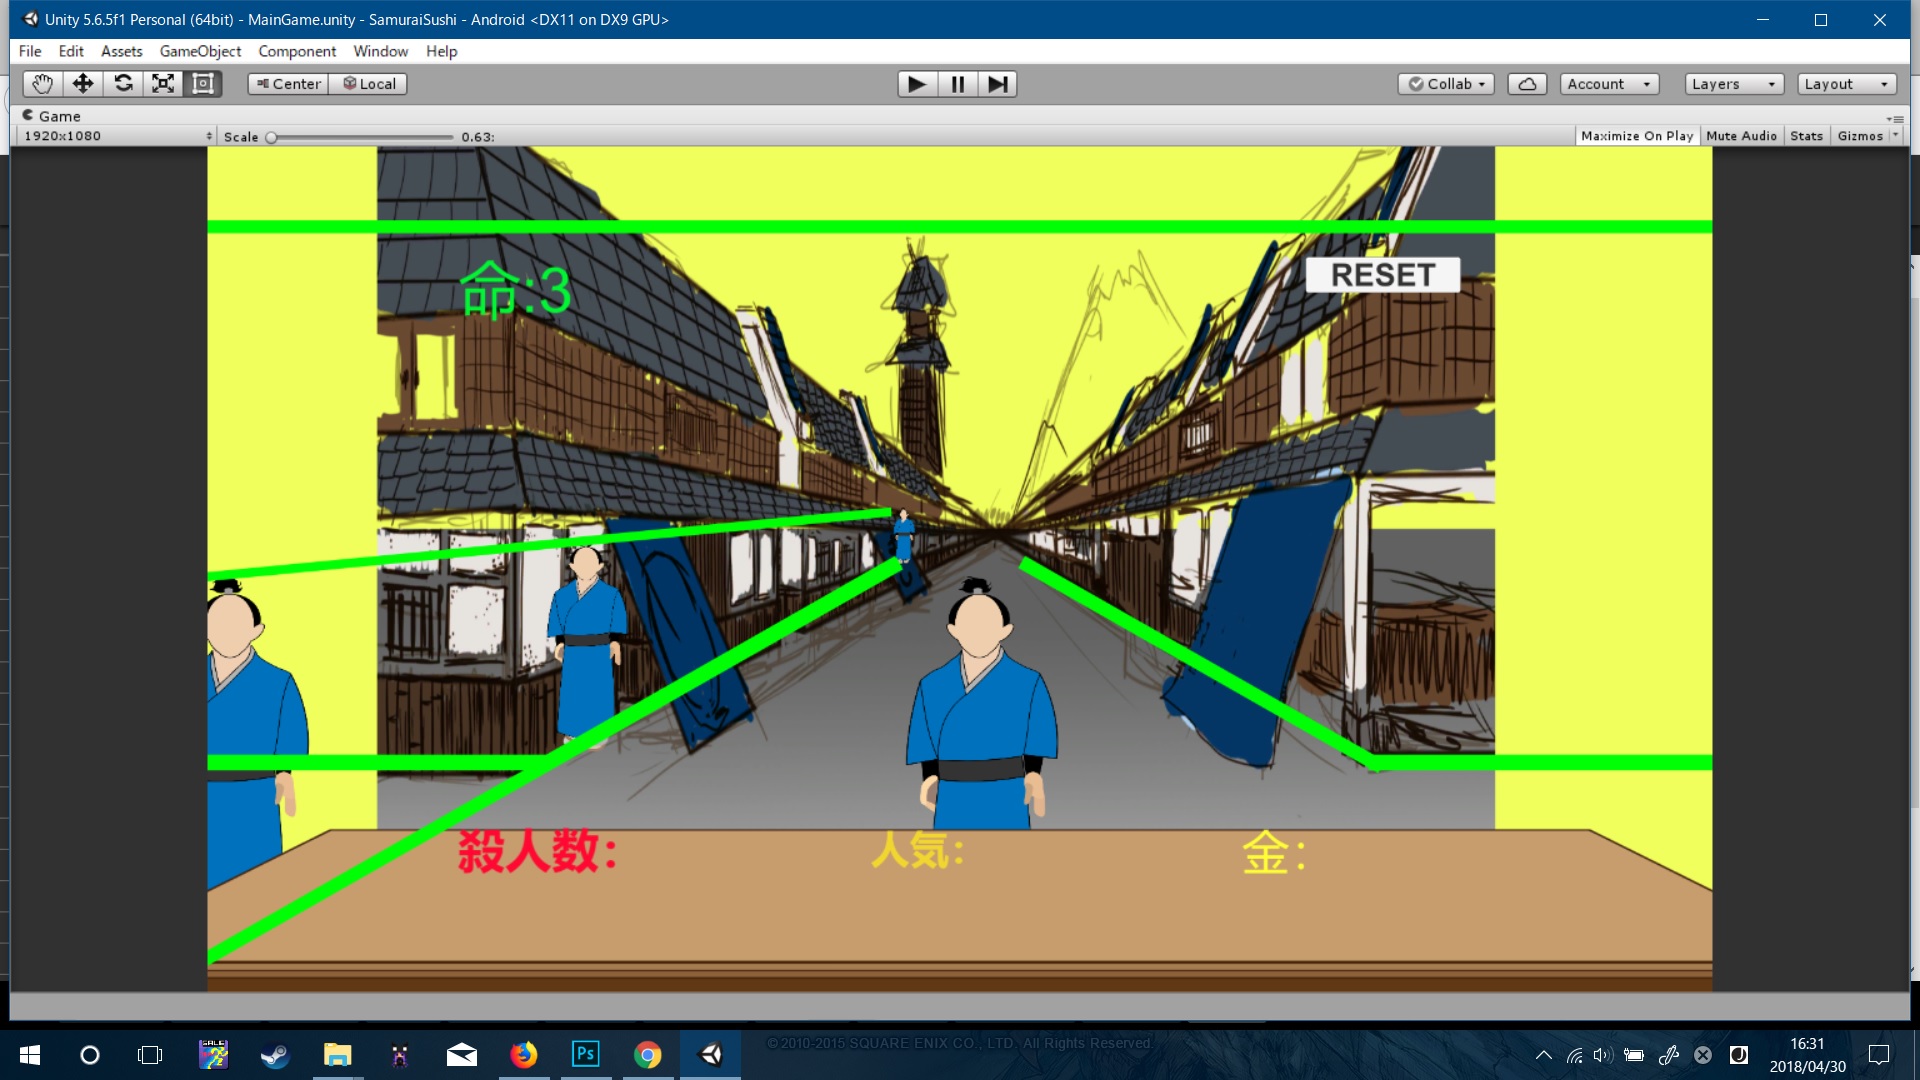 Unity 5.6.5f1 Personal (64bit) - MainGame.unity - SamuraiSushi - Android <DX11 on DX9 GPU>
File Edit Assets GameObject Component Window Help
Center Local Collab Account Layers Layout
Game
1920x1080 Scale 0.63: Maximize On Play Mute Audio Stats Gizmos
命:3
RESET
殺人数:
人気:
金:
SALE
Ps
© 2010-2015 SQUARE ENIX CO., LTD. All Rights Reserved.
16:31
2018/04/30